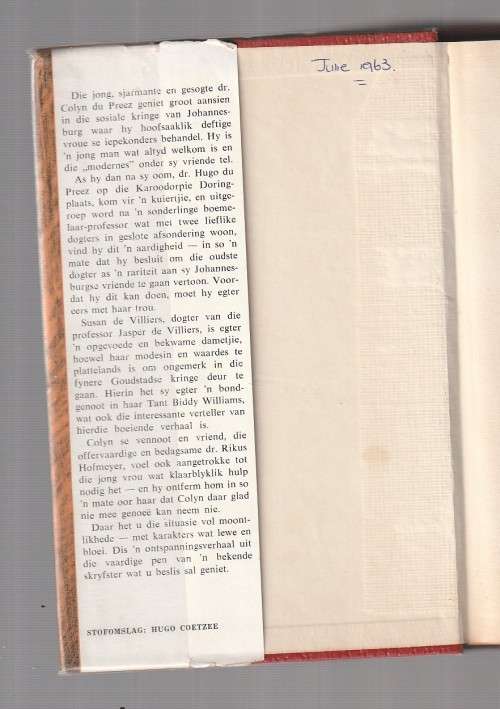 Die jong, sjarmante en gesogte dr.
Colyn du Preez geniet groot aansien
in die sosiale kringe van Johannes-
burg waar hy hoofsaaklik deftige
vroue se iepekonders behandel. Hy is
'n jong man wat altyd welkom is en
die „modernes" onder sy vriende tel.
As hy dan na sy oom, dr. Hugo du
Preez op die Karoodorpie Doring-
plaats, kom vir 'n kuiertjie, en uitge-
roep word na 'n sonderlinge boeme-
laar-professor wat met twee lieflike
dogters in geslote afsondering woon,
vind hy dit 'n aardigheid — in so 'n
mate dat hy besluit om die oudste
dogter as 'n rariteit aan sy Johannes-
burgse vriende te gaan vertoon. Voor-
dat hy dit kan doen, moet hy egter
eers met haar trou.
Susan de Villiers, dogter van die
professor Jasper de Villiers, is egter
'n opgevoede en bekwame dametjie,
hoewel haar modesin en waardes te
plattelands is om ongemerk in die
fynere Goudstadse kringe deur te
gaan. Hierin het sy egter 'n bond-
genoot in haar Tant Biddy Williams,
wat ook die interessante verteller van
hierdie boeiende verhaal is.
Colyn se vennoot en vriend, die
offervaardige en bedagsame dr. Rikus
Hofmeyer, voel ook aangetrokke tot
die jong vrou wat klaarblyklik hulp
nodig het — en hy ontferm hom in so
'n mate oor haar dat Colyn daar glad
nie mee genoeë kan neem nie.
Daar het u die situasie vol moont-
likhede — met karakters wat lewe en
bloei. Dis 'n ontspanningsverhaal uit
die vaardige pen van 'n bekende
skryfster wat u beslis sal geniet.
STOFOMSLAG: HUGO COETZEE
Julie 1963.